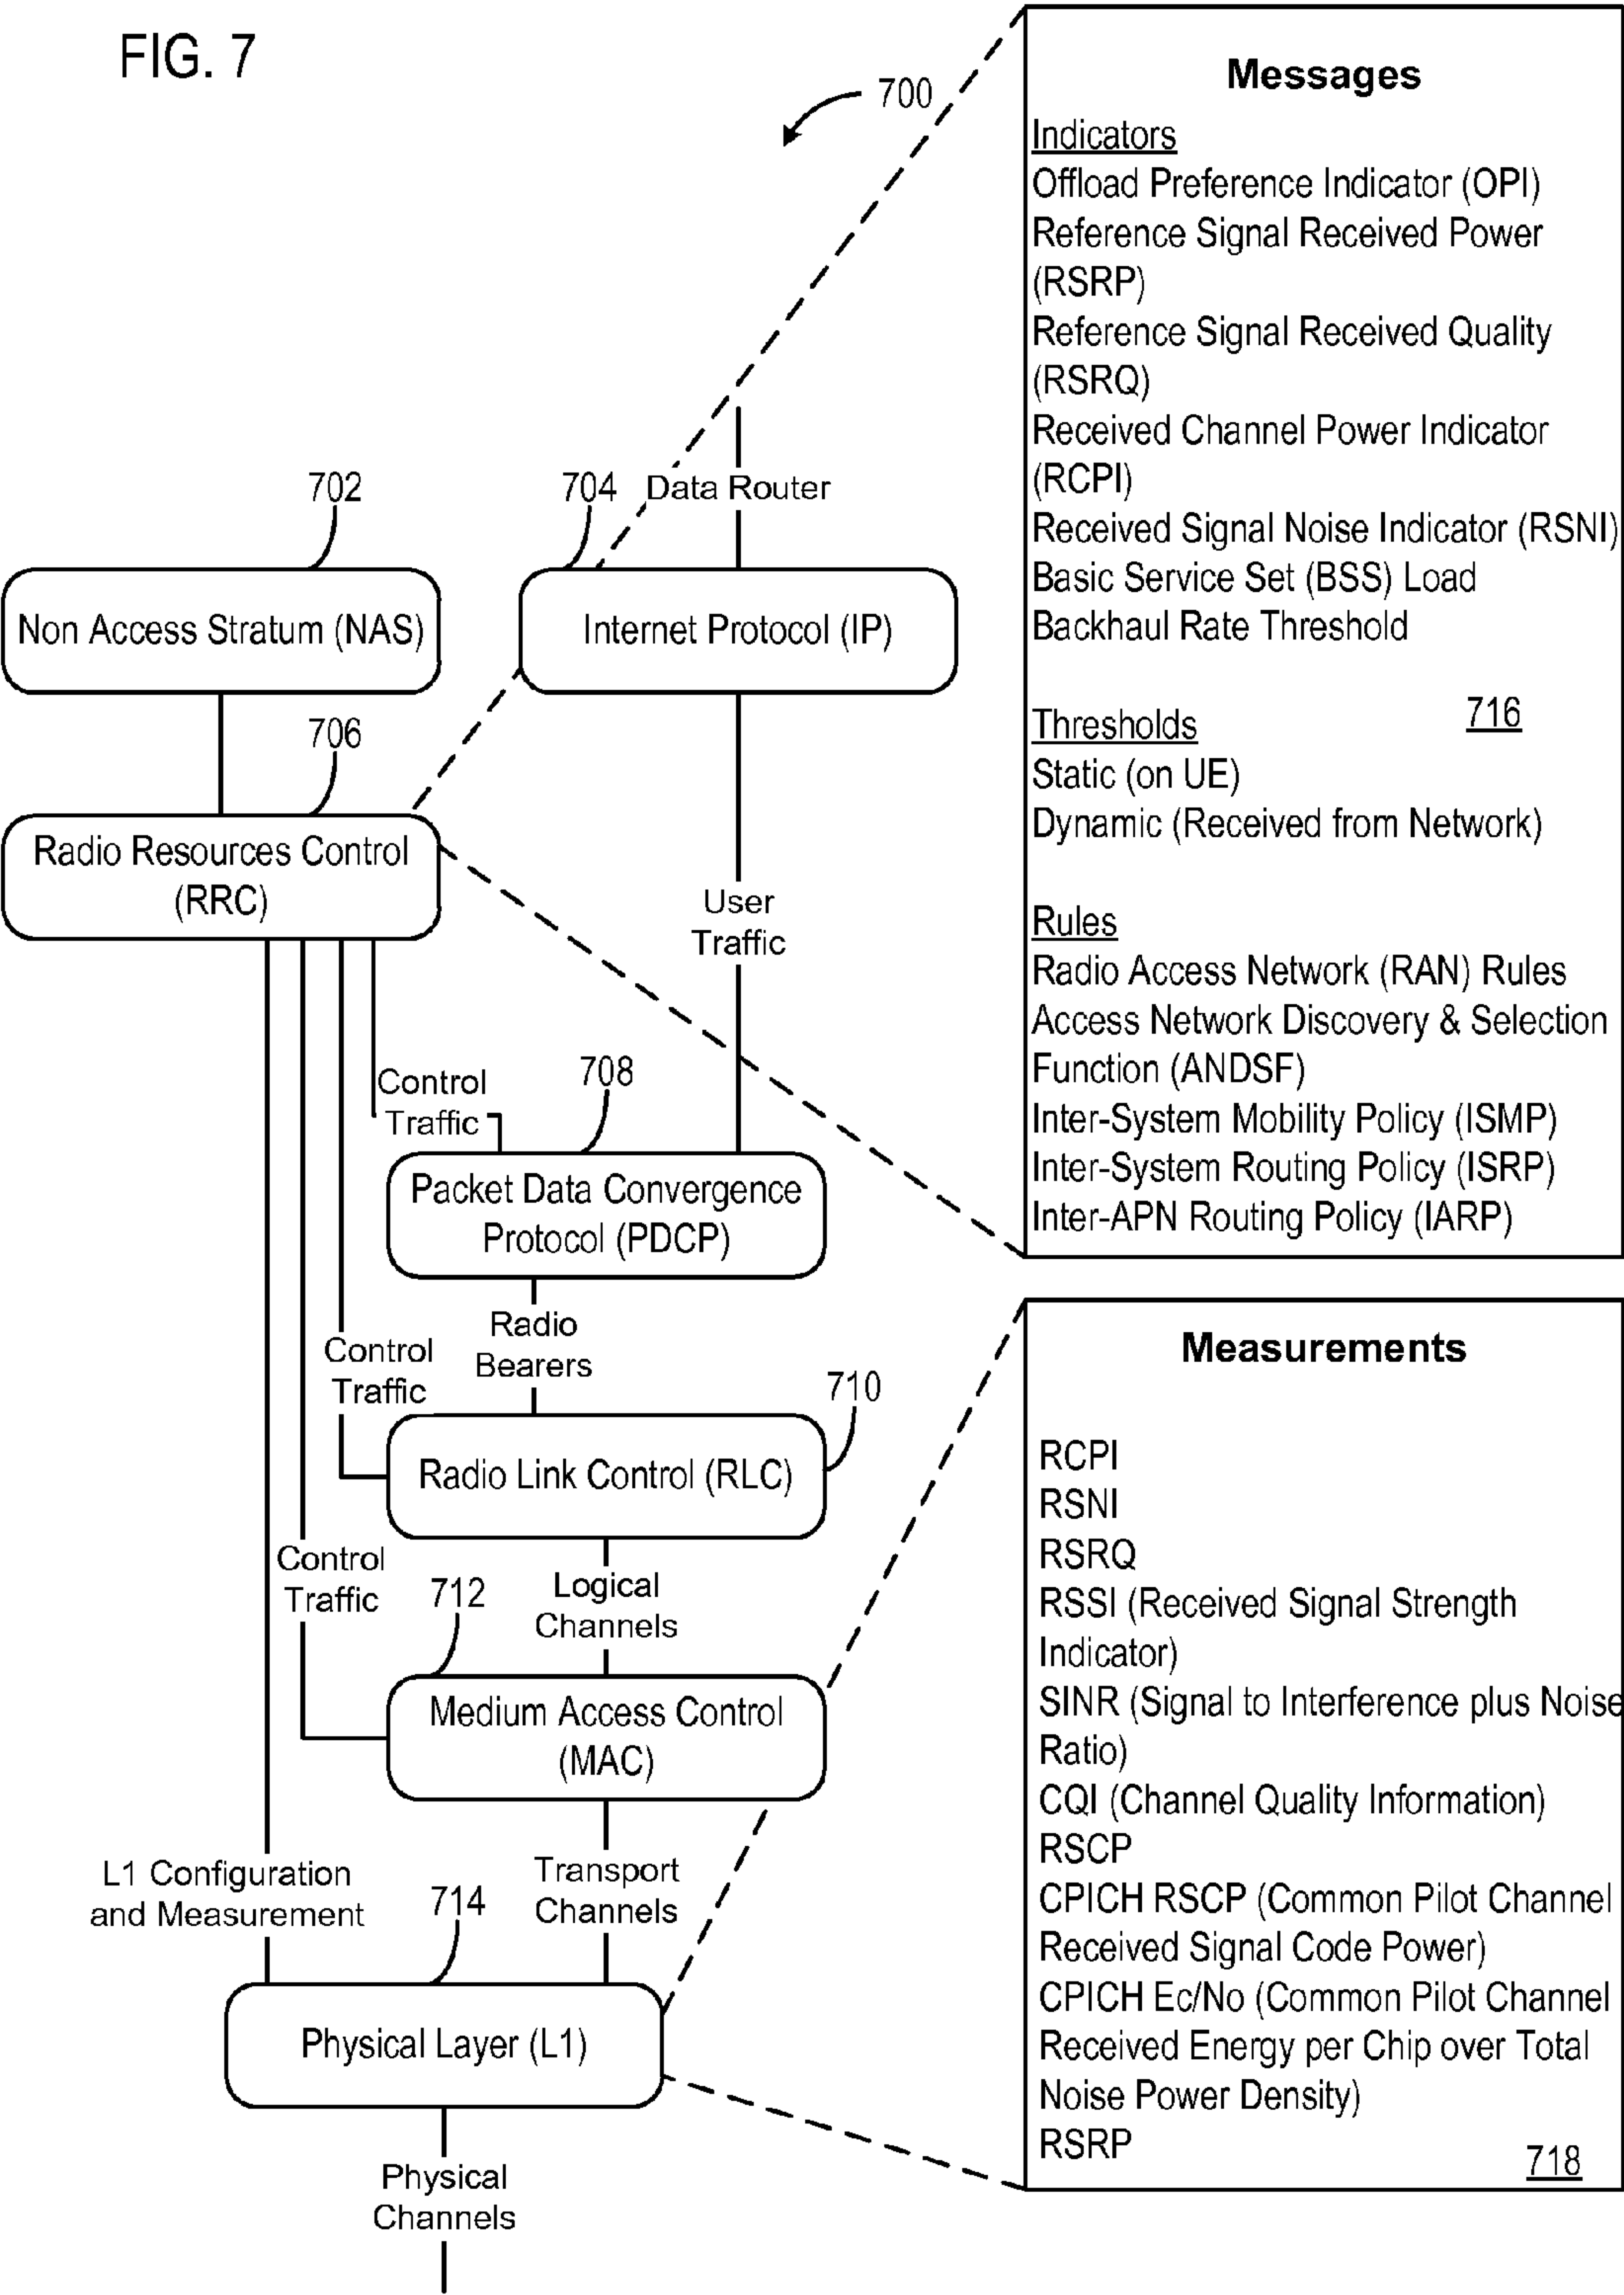 FIG. 7
700
702
704
Data Router
Non Access Stratum (NAS)
Internet Protocol (IP)
706
Radio Resources Control
(RRC)
User
Traffic
Control
Traffic
708
Packet Data Convergence
Protocol (PDCP)
Radio
Bearers
Control
Traffic
710
Radio Link Control (RLC)
Control
Traffic
712
Logical
Channels
Medium Access Control
(MAC)
L1 Configuration
and Measurement
714
Transport
Channels
Physical Layer (L1)
Physical
Channels
Messages
Indicators
Offload Preference Indicator (OPI)
Reference Signal Received Power
(RSRP)
Reference Signal Received Quality
(RSRQ)
Received Channel Power Indicator
(RCPI)
Received Signal Noise Indicator (RSNI)
Basic Service Set (BSS) Load
Backhaul Rate Threshold
716
Thresholds
Static (on UE)
Dynamic (Received from Network)
Rules
Radio Access Network (RAN) Rules
Access Network Discovery & Selection
Function (ANDSF)
Inter-System Mobility Policy (ISMP)
Inter-System Routing Policy (ISRP)
Inter-APN Routing Policy (IARP)
Measurements
RCPI
RSNI
RSRQ
RSSI (Received Signal Strength
Indicator)
SINR (Signal to Interference plus Noise
Ratio)
CQI (Channel Quality Information)
RSCP
CPICH RSCP (Common Pilot Channel
Received Signal Code Power)
CPICH Ec/No (Common Pilot Channel
Received Energy per Chip over Total
Noise Power Density)
RSRP
718